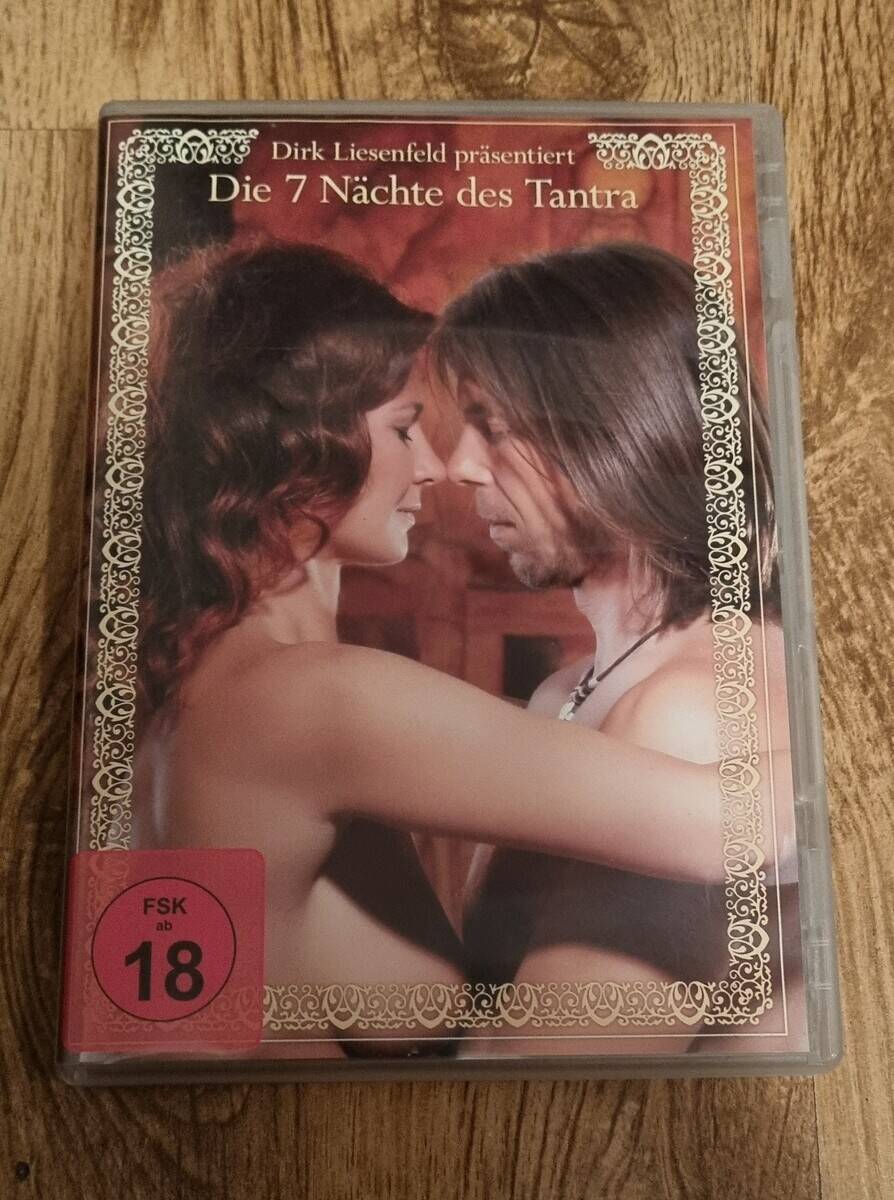 Dirk Liesenfeld präsentiert
Die 7 Nächte des Tantra
FSK
ab
18